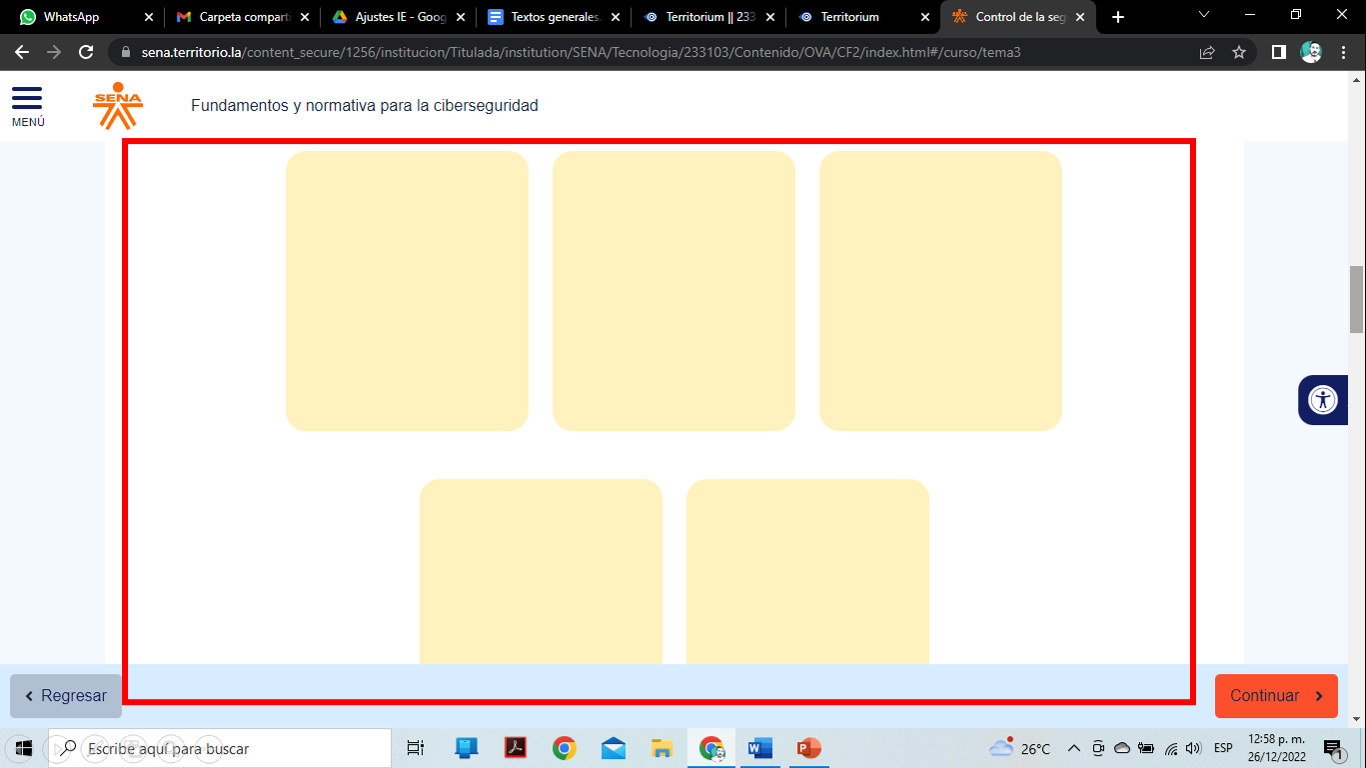 WhatsApp
Carpeta comparti
Ajustes IE - Goog
Textos generales.
Territorium || 233
Territorium
Control de la seg
sena.territorio.la/content_secure/1256/institucion/Titulada/institution/SENA/Tecnologia/233103/Contenido/OVA/CF2/index.html#/curso/tema3
MENÚ
SENA
Fundamentos y normativa para la ciberseguridad
Regresar
Continuar
Escribe aquí para buscar
26°C
ESP
12:58 p. m.
26/12/2022
1